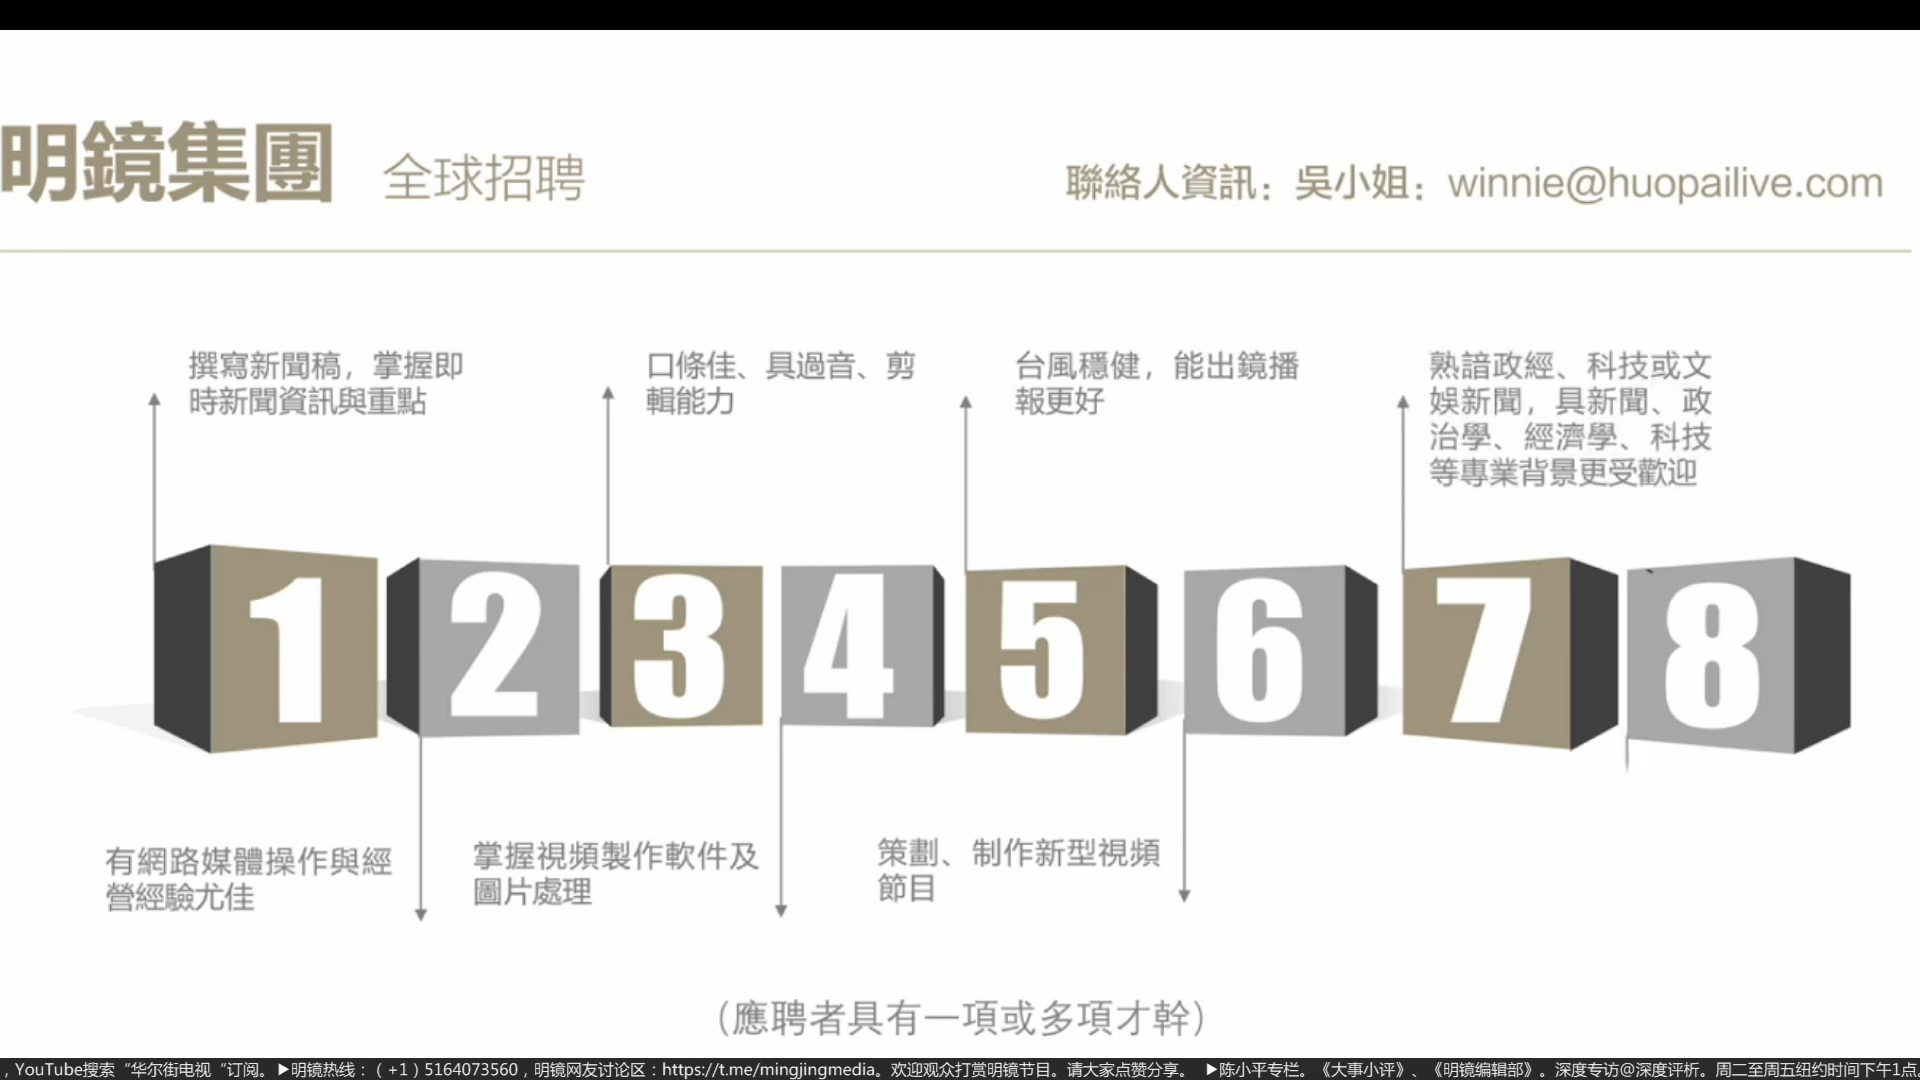 明鏡集團 全球招聘
聯絡人資訊：吳小姐：winnie@huopailive.com
撰寫新聞稿，掌握即
時新聞資訊與重點
口條佳、具過音、剪
輯能力
台風穩健，能出鏡播
報更好
熟諳政經、科技或文
娛新聞，具新聞、政
治學、經濟學、科技
等專業背景更受歡迎
1 2 3 4 5 6 7 8
有網路媒體操作與經
營經驗尤佳
掌握視頻製作軟件及
圖片處理
策劃、制作新型視頻
節目
（應聘者具有一項或多項才幹）
，YouTube搜索“华尔街电视“订阅。▶明镜热线：（+1）5164073560，明镜网友讨论区：https://t.me/mingjingmedia。欢迎观众打赏明镜节目。请大家点赞分享。 ▶陈小平专栏。《大事小评》、《明镜编辑部》。深度专访@深度评析。周二至周五纽约时间下午1点